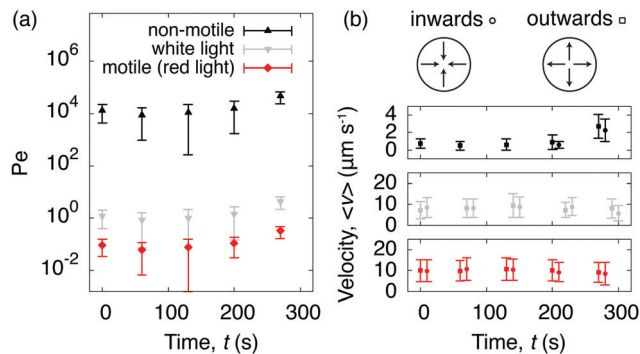 (a)
non-motile
white light
motile (red light)
10^6
10^4
10^2
10^0
10^-2
Pe
0 100 200 300
Time, t (s)
(b)
inwards
outwards
Velocity, <v> (μm s⁻¹)
4
2
0
20
10
0
20
10
0
0 100 200 300
Time, t (s)